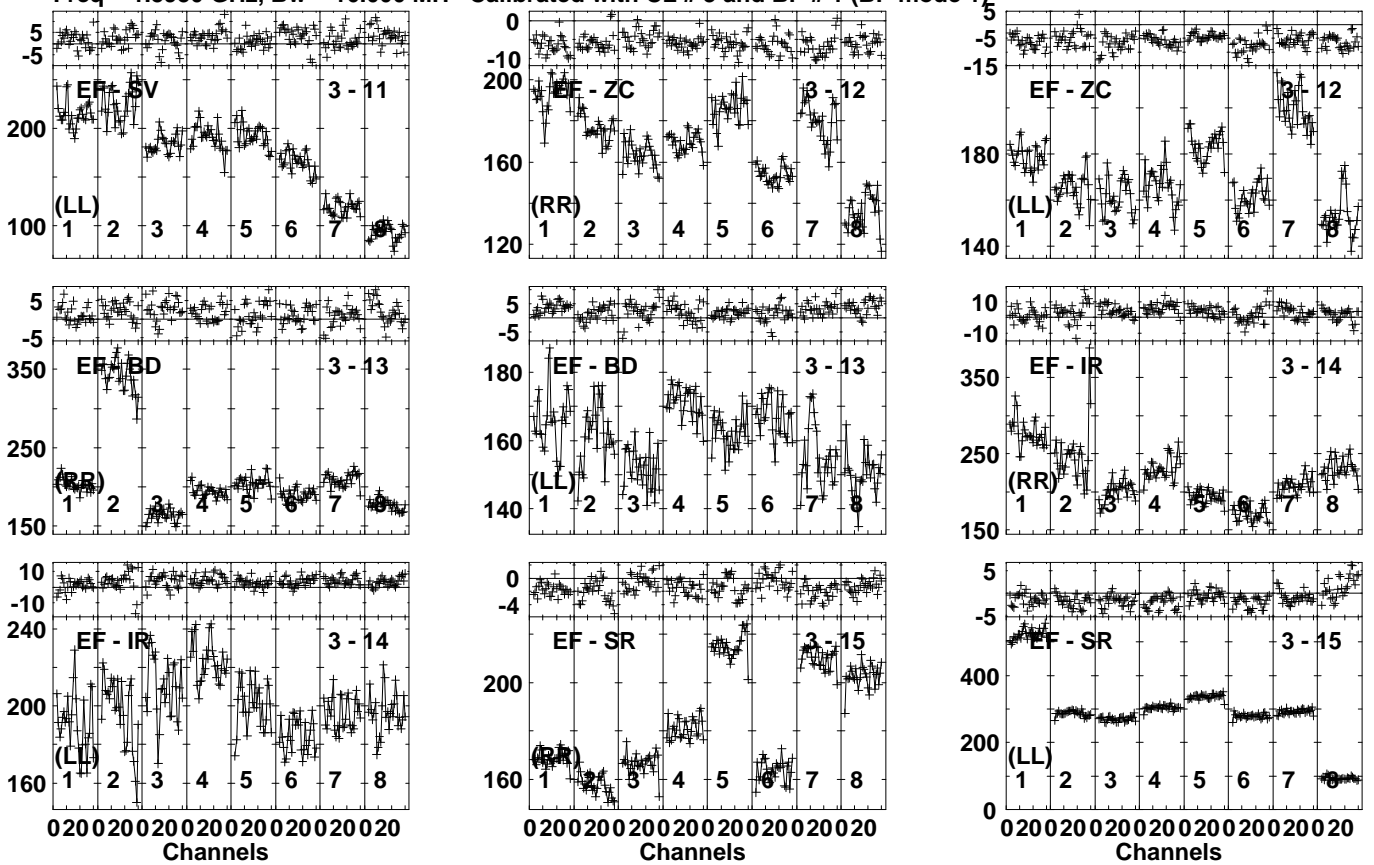 Calibrated with CL # 3 and BP # 1 (BP mode 1)
5 -5 0 -10 5 -5 -15
EF - SV 3 - 11
200 100
(LL)
1 2 3 4 5 6 7 8
EF - ZC 3 - 12
200 160 120
(RR)
1 2 3 4 5 6 7 8
EF - ZC 3 - 12
180 140
(LL)
1 2 3 4 5 6 7 8
5 -5 5 -5 10 -10
EF - BD 3 - 13
350 250 150
(RR)
1 2 3 4 5 6 7 8
EF - BD 3 - 13
180 160 140
(LL)
1 2 3 4 5 6 7 8
EF - IR 3 - 14
350 250 150
(RR)
1 2 3 4 5 6 7 8
10 -10 0 -4 5 -5
EF - IR 3 - 14
240 200 160
(LL)
1 2 3 4 5 6 7 8
EF - SR 3 - 15
200 160
(RR)
1 2 3 4 5 6 7 8
EF - SR 3 - 15
400 200 0
(LL)
1 2 3 4 5 6 7 8
0 20 0 20 0 20 0 20 0 20 0 20 0 20 0 20
0 20 0 20 0 20 0 20 0 20 0 20 0 20 0 20
0 20 0 20 0 20 0 20 0 20 0 20 0 20 0 20
Channels Channels Channels